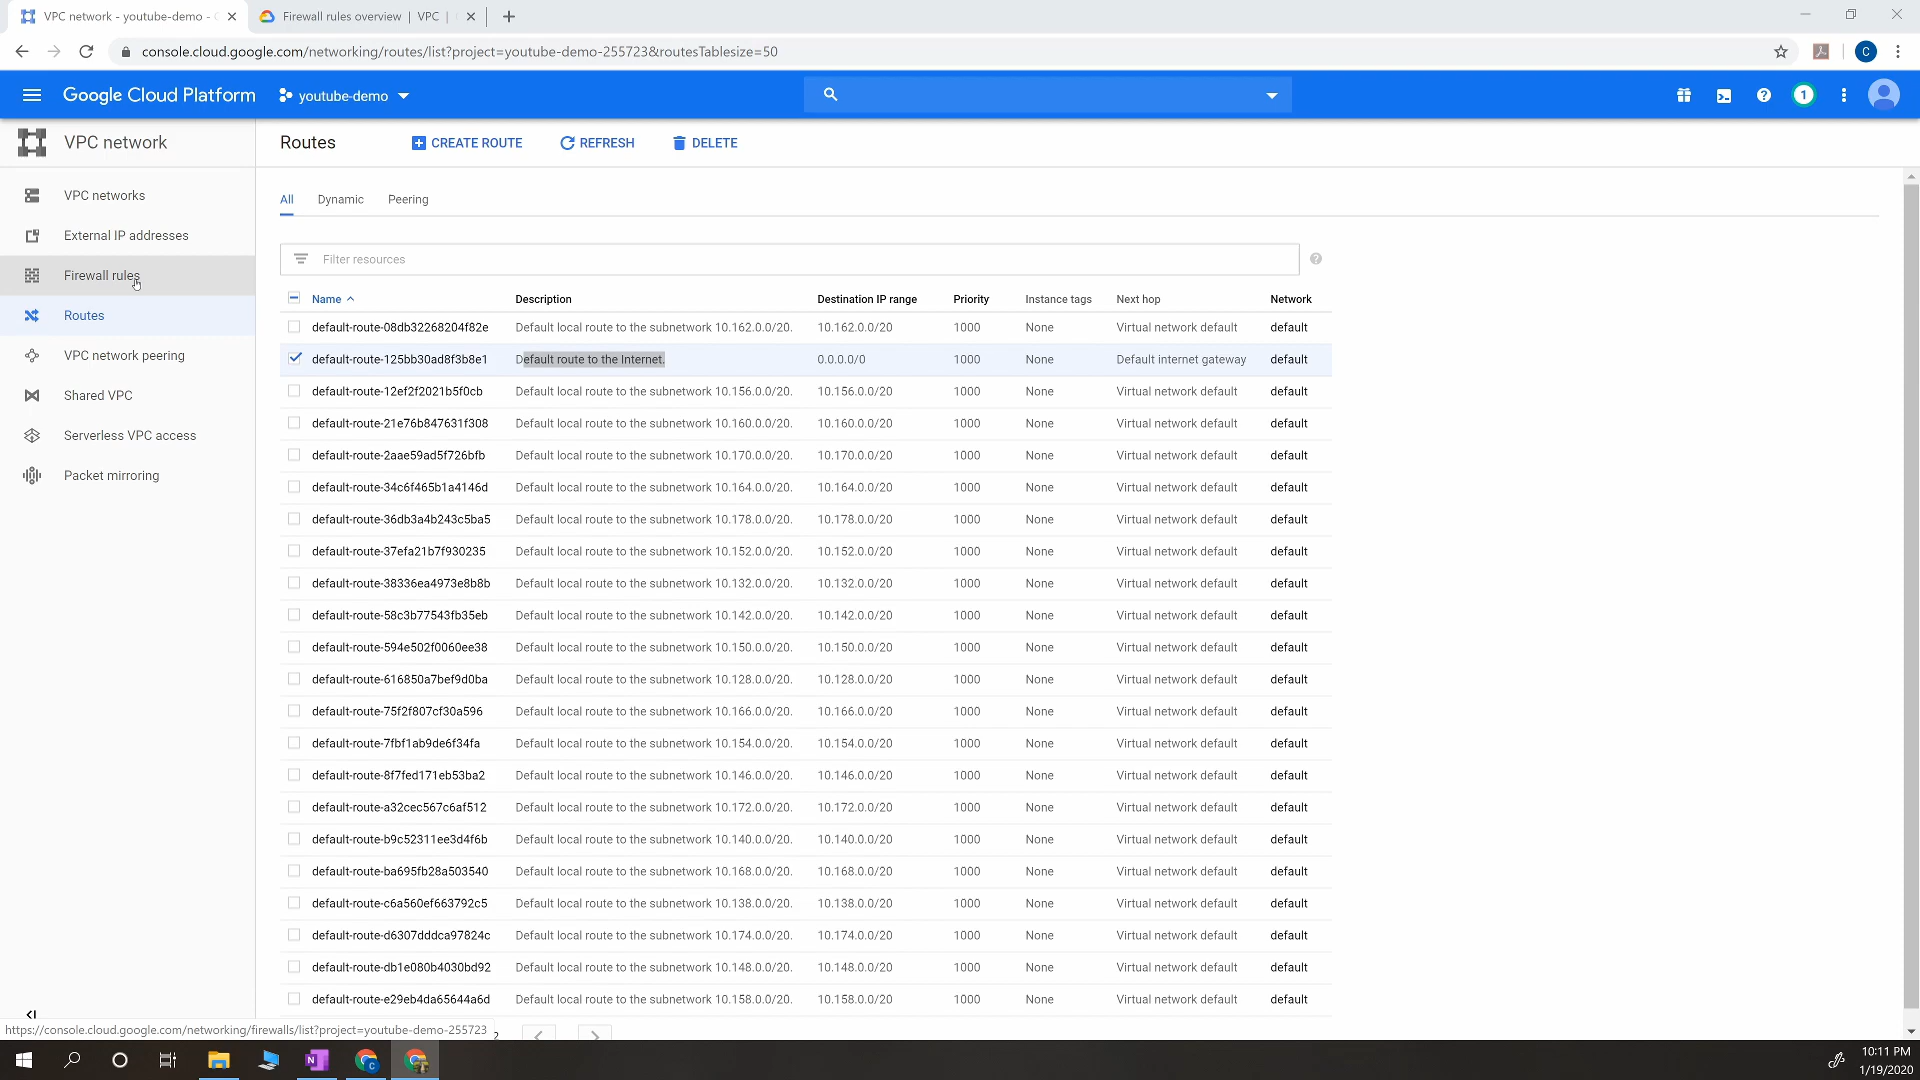 VPC network - youtube-demo -
Firewall rules overview | VPC |
console.cloud.google.com/networking/routes/list?project=youtube-demo-255723&routesTablesize=50
C
Google Cloud Platform
youtube-demo
1
VPC network
Routes
CREATE ROUTE
REFRESH
DELETE
VPC networks
External IP addresses
Firewall rules
Routes
VPC network peering
Shared VPC
Serverless VPC access
Packet mirroring
All Dynamic Peering
Filter resources
Name Description Destination IP range Priority Instance tags Next hop Network
default-route-08db32268204f82e Default local route to the subnetwork 10.162.0.0/20. 10.162.0.0/20 1000 None Virtual network default default
default-route-125bb30ad8f3b8e1 Default route to the Internet. 0.0.0.0/0 1000 None Default internet gateway default
default-route-12ef2f2021b5f0cb Default local route to the subnetwork 10.156.0.0/20. 10.156.0.0/20 1000 None Virtual network default default
default-route-21e76b847631f308 Default local route to the subnetwork 10.160.0.0/20. 10.160.0.0/20 1000 None Virtual network default default
default-route-2aae59ad5f726bfb Default local route to the subnetwork 10.170.0.0/20. 10.170.0.0/20 1000 None Virtual network default default
default-route-34c6f465b1a4146d Default local route to the subnetwork 10.164.0.0/20. 10.164.0.0/20 1000 None Virtual network default default
default-route-36db3a4b243c5ba5 Default local route to the subnetwork 10.178.0.0/20. 10.178.0.0/20 1000 None Virtual network default default
default-route-37efa21b7f930235 Default local route to the subnetwork 10.152.0.0/20. 10.152.0.0/20 1000 None Virtual network default default
default-route-38336ea4973e8b8b Default local route to the subnetwork 10.132.0.0/20. 10.132.0.0/20 1000 None Virtual network default default
default-route-58c3b77543fb35eb Default local route to the subnetwork 10.142.0.0/20. 10.142.0.0/20 1000 None Virtual network default default
default-route-594e502f0060ee38 Default local route to the subnetwork 10.150.0.0/20. 10.150.0.0/20 1000 None Virtual network default default
default-route-616850a7bef9d0ba Default local route to the subnetwork 10.128.0.0/20. 10.128.0.0/20 1000 None Virtual network default default
default-route-75f2f807cf30a596 Default local route to the subnetwork 10.166.0.0/20. 10.166.0.0/20 1000 None Virtual network default default
default-route-7fbf1ab9de6f34fa Default local route to the subnetwork 10.154.0.0/20. 10.154.0.0/20 1000 None Virtual network default default
default-route-8f7fed171eb53ba2 Default local route to the subnetwork 10.146.0.0/20. 10.146.0.0/20 1000 None Virtual network default default
default-route-a32cec567c6af512 Default local route to the subnetwork 10.172.0.0/20. 10.172.0.0/20 1000 None Virtual network default default
default-route-b9c52311ee3d4f6b Default local route to the subnetwork 10.140.0.0/20. 10.140.0.0/20 1000 None Virtual network default default
default-route-ba695fb28a503540 Default local route to the subnetwork 10.168.0.0/20. 10.168.0.0/20 1000 None Virtual network default default
default-route-c6a560ef663792c5 Default local route to the subnetwork 10.138.0.0/20. 10.138.0.0/20 1000 None Virtual network default default
default-route-d6307dddca97824c Default local route to the subnetwork 10.174.0.0/20. 10.174.0.0/20 1000 None Virtual network default default
default-route-db1e080b4030bd92 Default local route to the subnetwork 10.148.0.0/20. 10.148.0.0/20 1000 None Virtual network default default
default-route-e29eb4da65644a6d Default local route to the subnetwork 10.158.0.0/20. 10.158.0.0/20 1000 None Virtual network default default
https://console.cloud.google.com/networking/firewalls/list?project=youtube-demo-255723
2
10:11 PM
1/19/2020